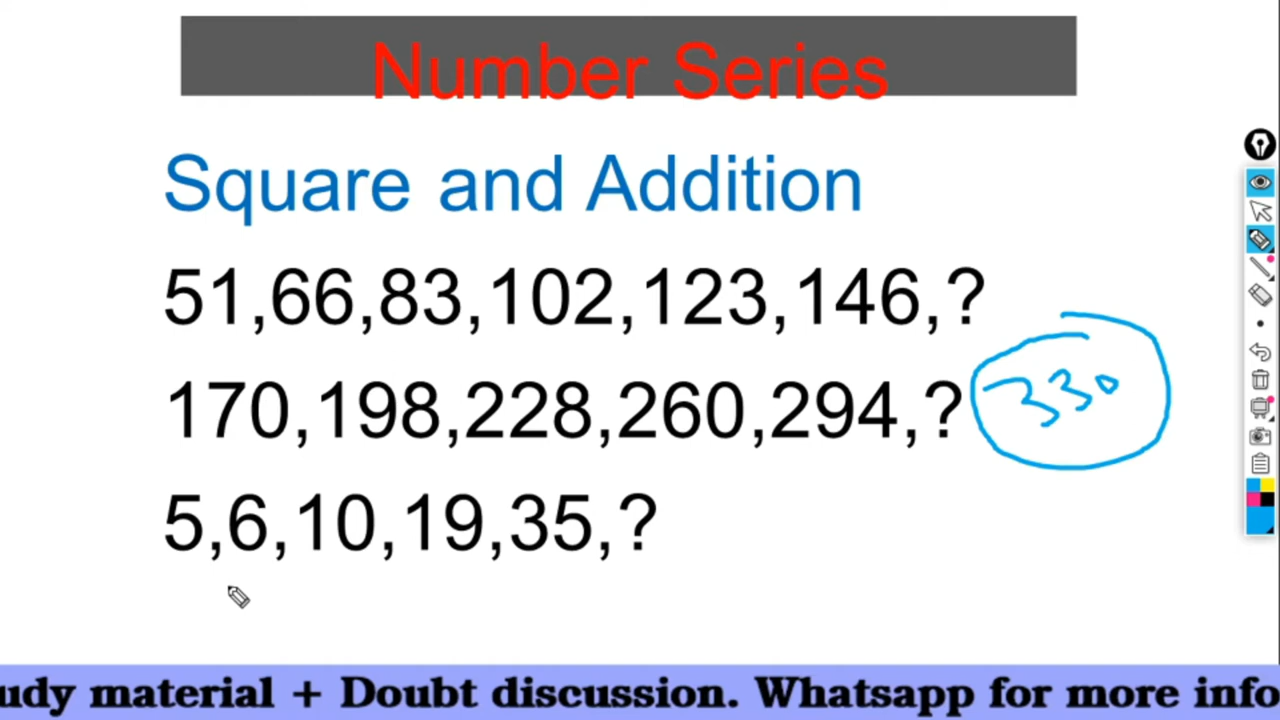 Number Series
Square and Addition
51,66,83,102,123,146,?
170,198,228,260,294,? 330
5,6,10,19,35,?
udy material + Doubt discussion. Whatsapp for more info